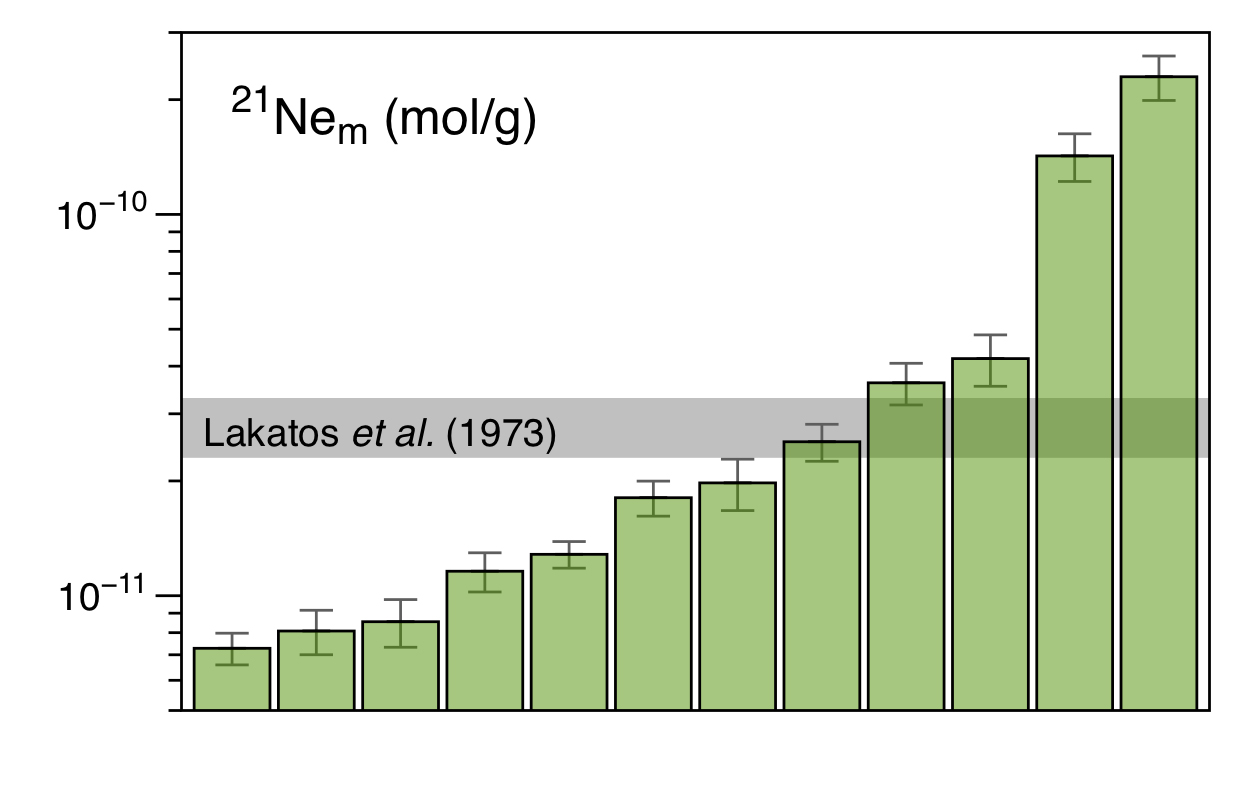 ²¹Neₘ (mol/g)
10⁻¹⁰
Lakatos et al. (1973)
10⁻¹¹